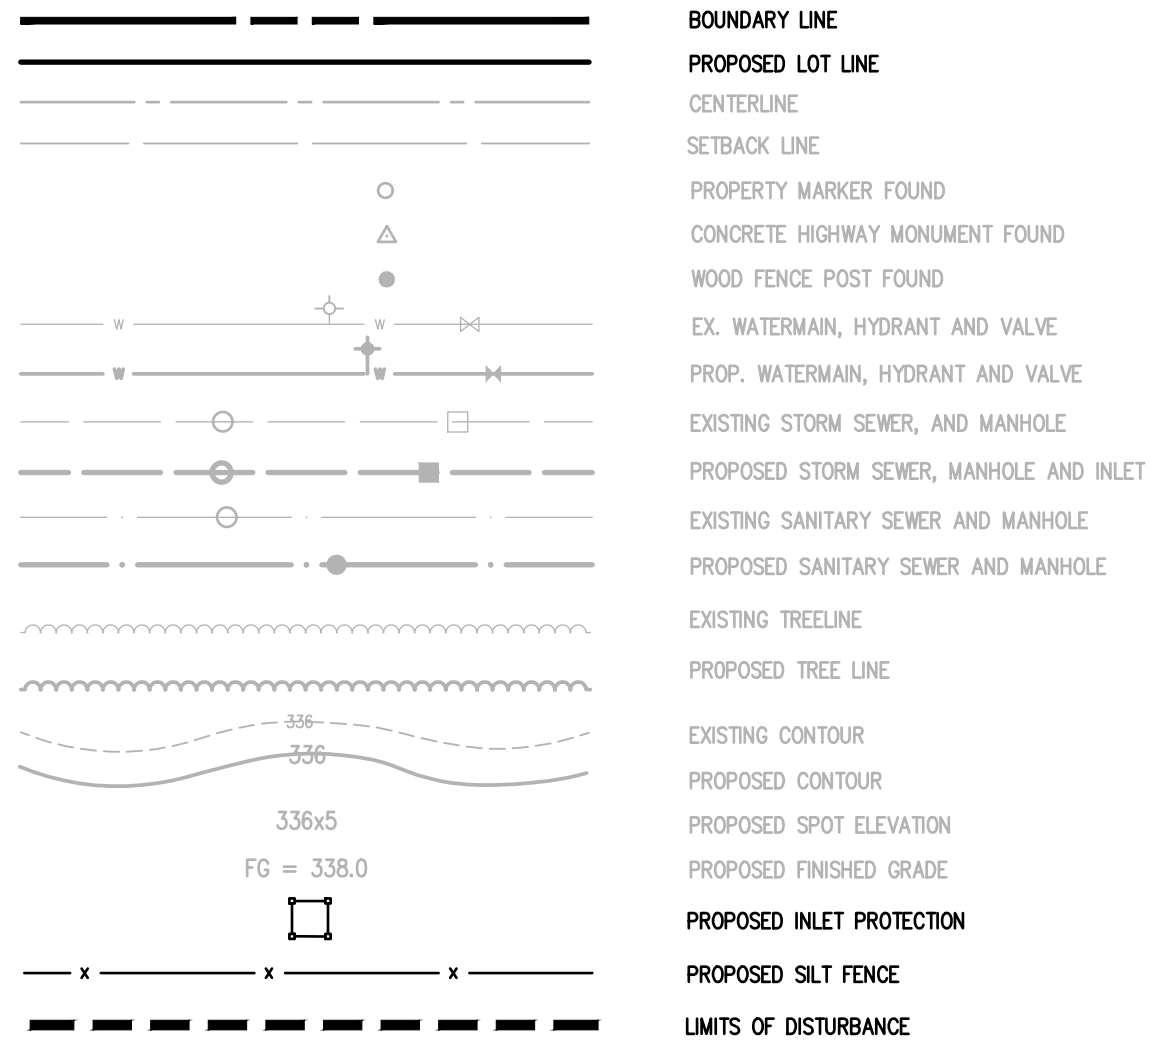 BOUNDARY LINE
PROPOSED LOT LINE
CENTERLINE
SETBACK LINE
PROPERTY MARKER FOUND
CONCRETE HIGHWAY MONUMENT FOUND
WOOD FENCE POST FOUND
W W EX. WATERMAIN, HYDRANT AND VALVE
W W PROP. WATERMAIN, HYDRANT AND VALVE
EXISTING STORM SEWER, AND MANHOLE
PROPOSED STORM SEWER, MANHOLE AND INLET
EXISTING SANITARY SEWER AND MANHOLE
PROPOSED SANITARY SEWER AND MANHOLE
EXISTING TREELINE
PROPOSED TREE LINE
336 EXISTING CONTOUR
336 PROPOSED CONTOUR
336x5 PROPOSED SPOT ELEVATION
FG = 338.0 PROPOSED FINISHED GRADE
PROPOSED INLET PROTECTION
x x x PROPOSED SILT FENCE
LIMITS OF DISTURBANCE